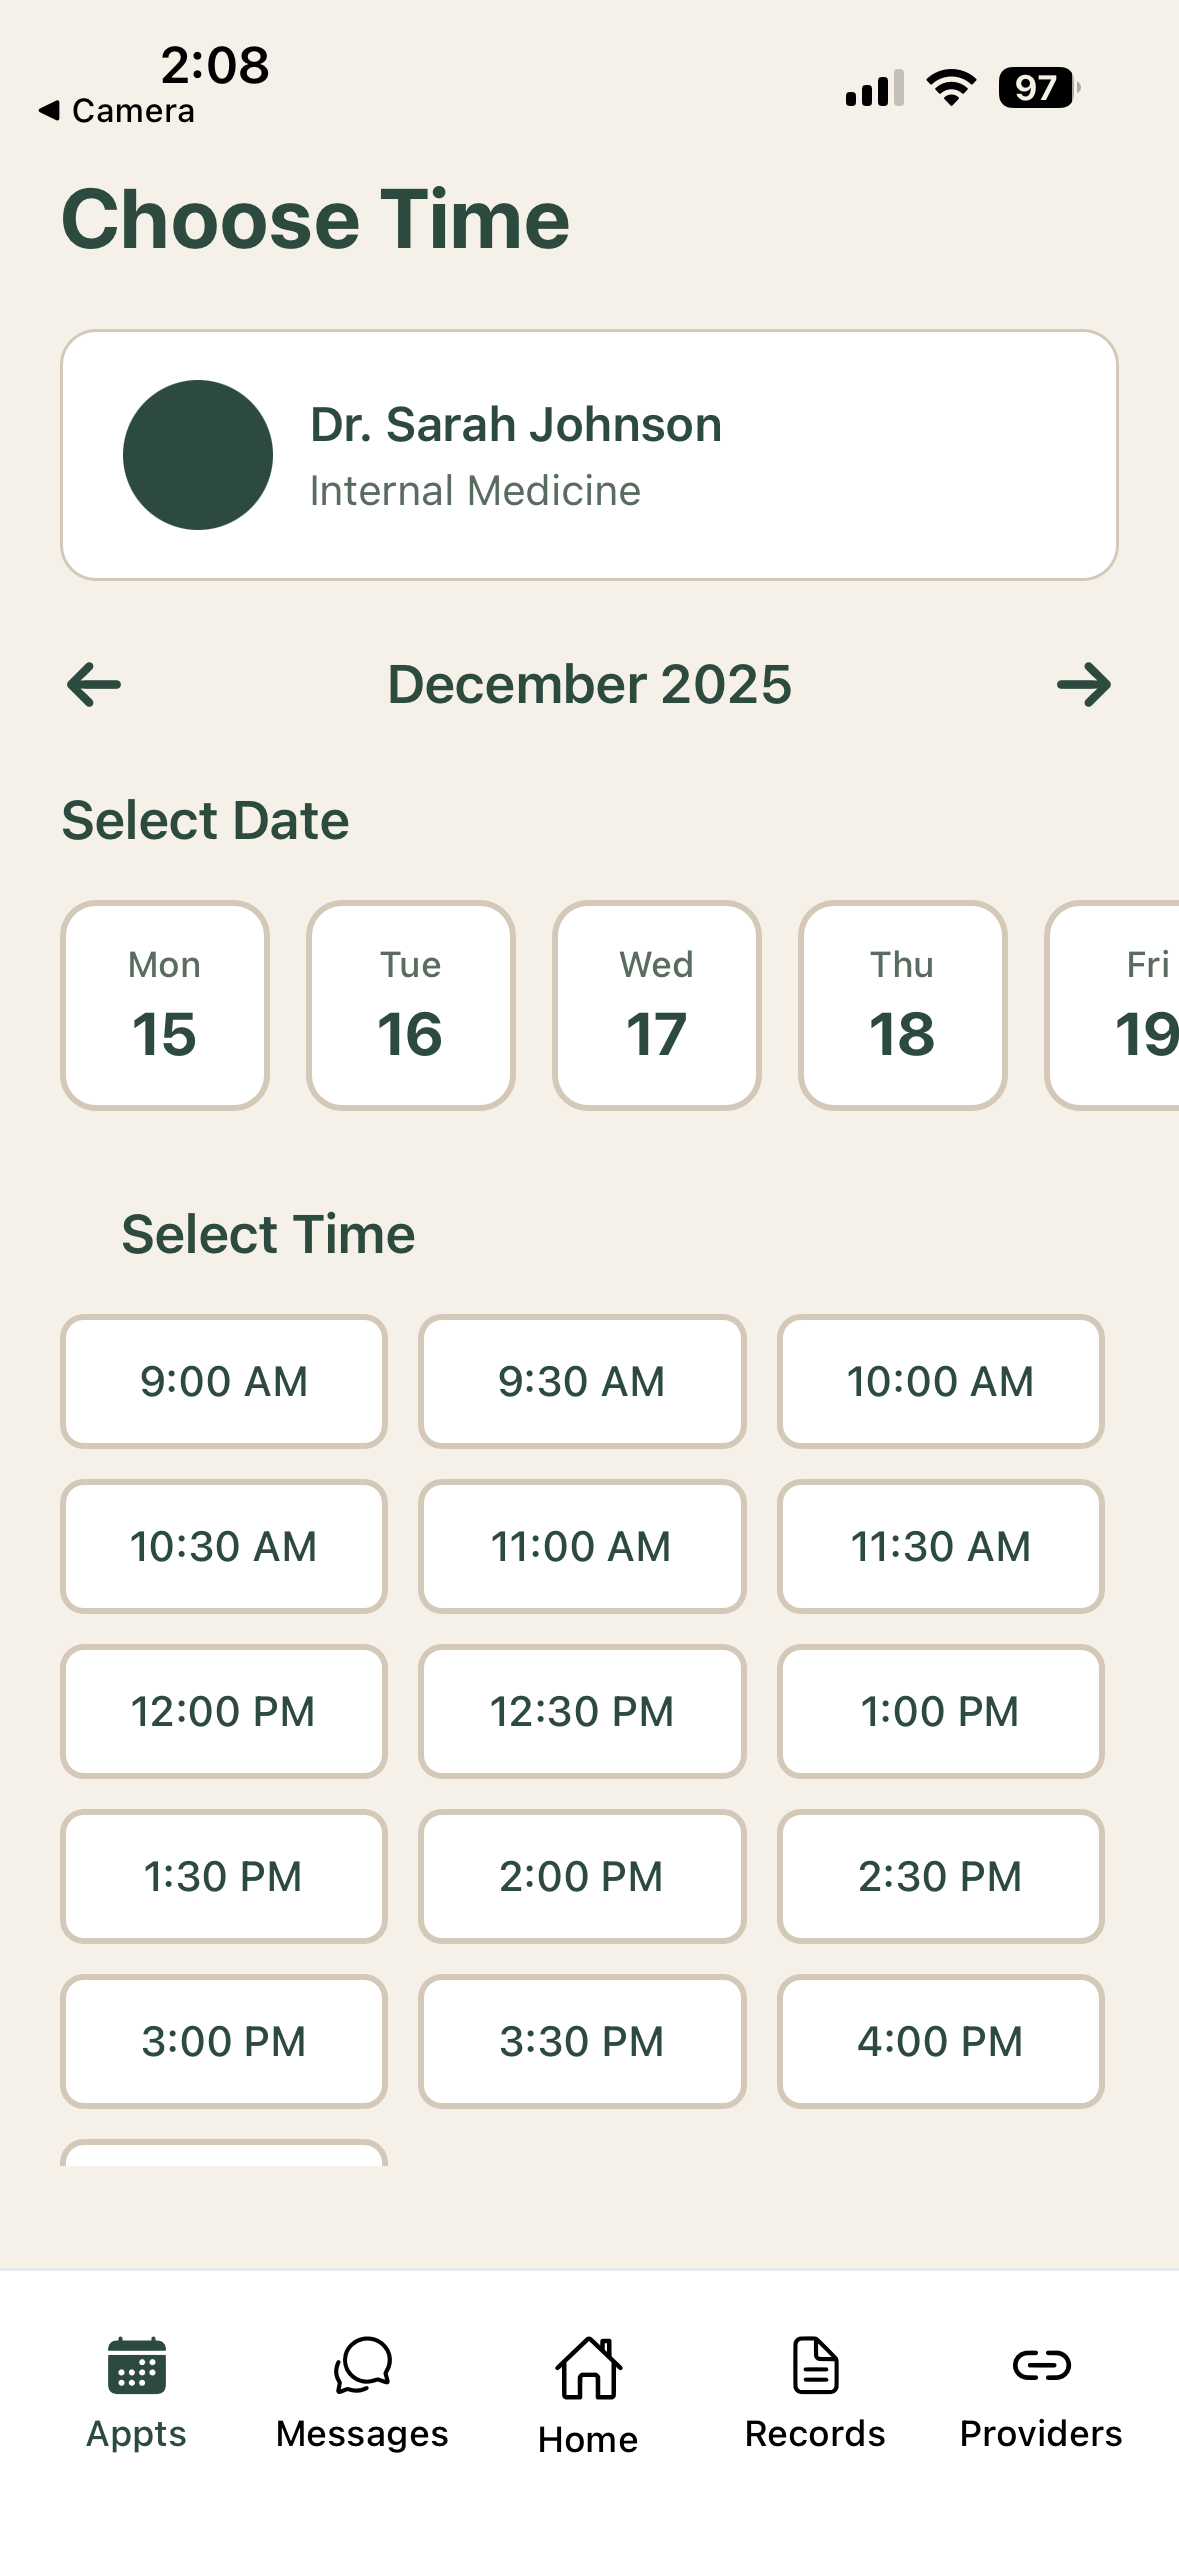 2:08
97
◀ Camera
Choose Time
Dr. Sarah Johnson
Internal Medicine
December 2025
Select Date
Mon Tue Wed Thu Fri
15 16 17 18 19
Select Time
9:00 AM 9:30 AM 10:00 AM
10:30 AM 11:00 AM 11:30 AM
12:00 PM 12:30 PM 1:00 PM
1:30 PM 2:00 PM 2:30 PM
3:00 PM 3:30 PM 4:00 PM
Appts Messages Home Records Providers